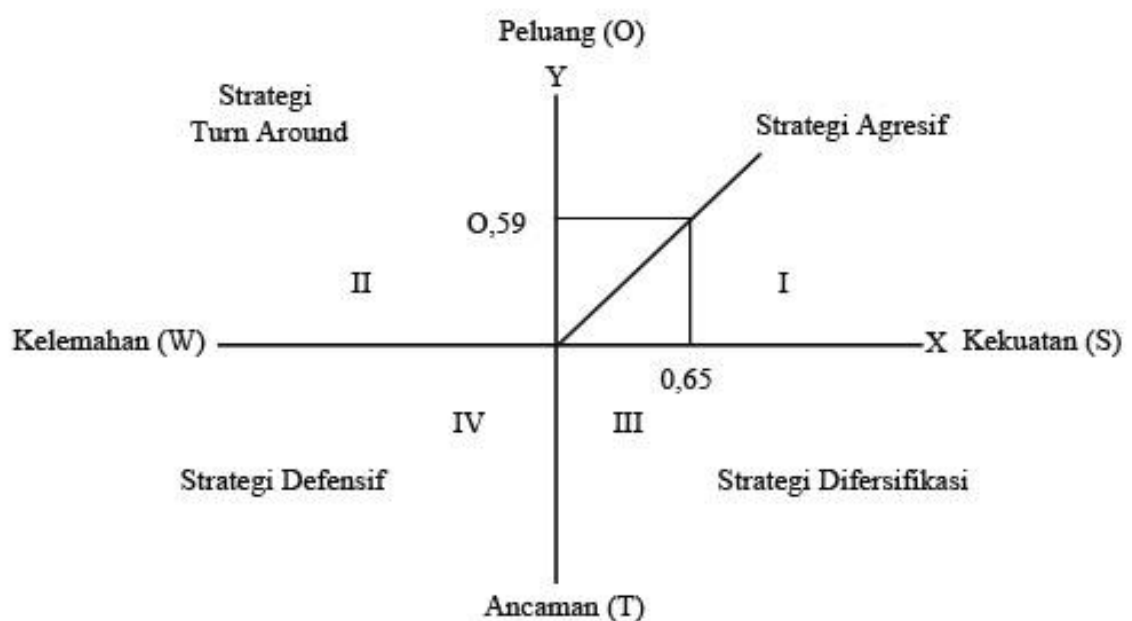 Peluang (O)
Y
Strategi
Turn Around
Strategi Agresif
O,59
II
I
Kelemahan (W)
X Kekuatan (S)
0,65
IV
III
Strategi Defensif
Strategi Difersifikasi
Ancaman (T)